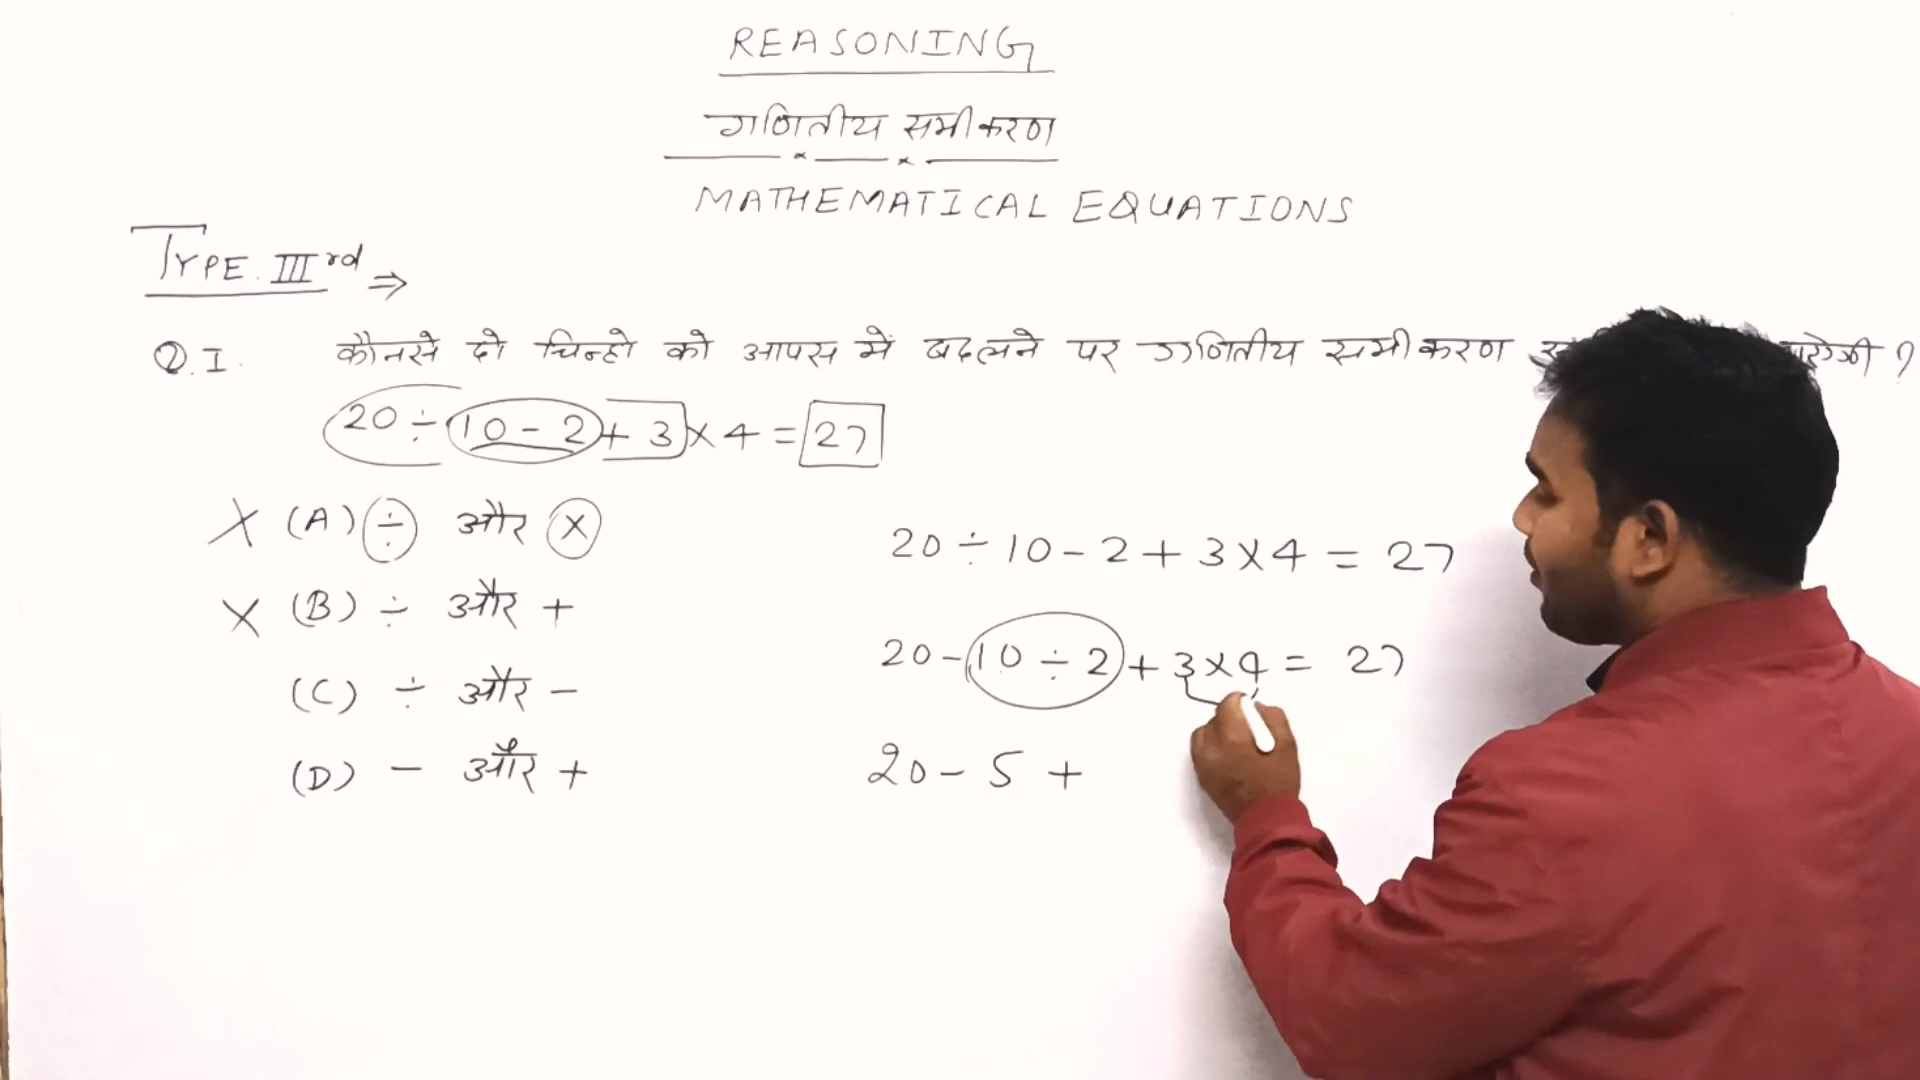 REASONING
गणितीय समीकरण
MATHEMATICAL EQUATIONS
TYPE. III rd ⇒
Q.I. कौनसे दो चिन्हो को आपस में बदलने पर गणितीय समीकरण
20 ÷ 10 - 2 + 3 × 4 = 27
X (A) ÷ और ×
X (B) ÷ और +
(C) ÷ और -
(D) - और +
20 ÷ 10 - 2 + 3 × 4 = 27
20 - 10 ÷ 2 + 3 × 4 = 27
20 - 5 +